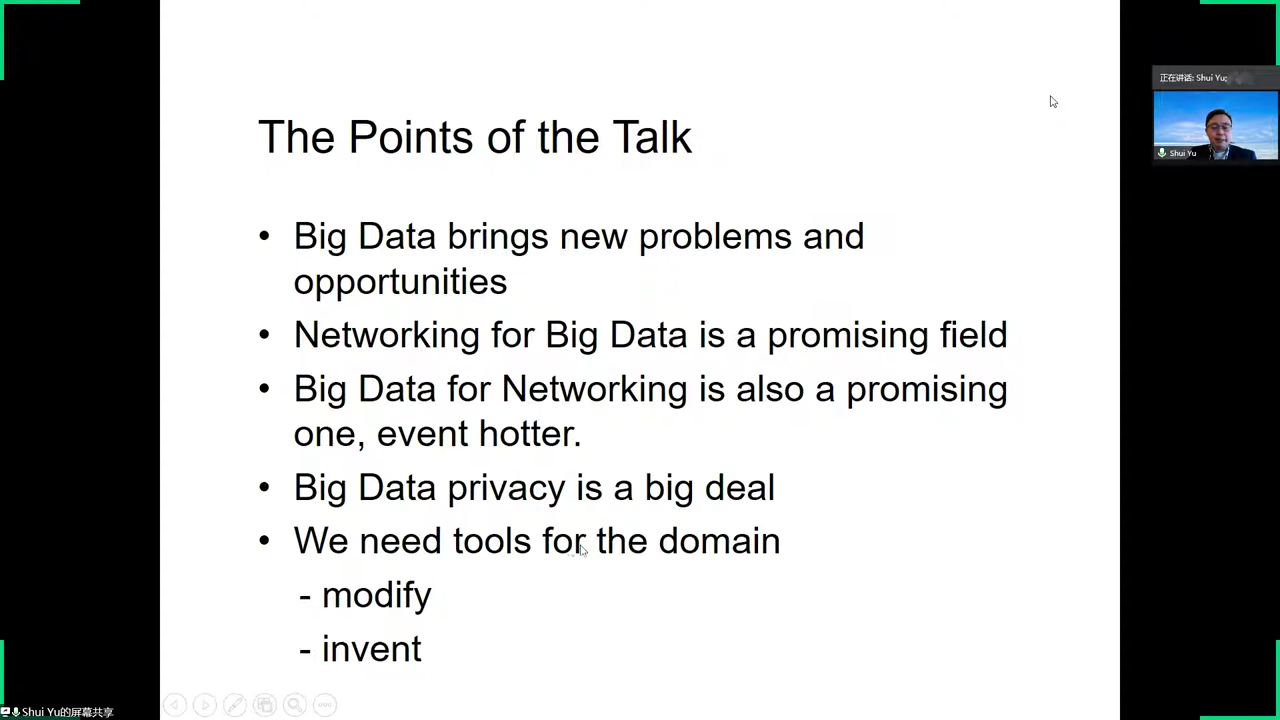 The Points of the Talk
正在讲话: Shui Yu;
Shui Yu
• Big Data brings new problems and
opportunities
• Networking for Big Data is a promising field
• Big Data for Networking is also a promising
one, event hotter.
• Big Data privacy is a big deal
• We need tools for the domain
- modify
- invent
Shui Yu的屏幕共享